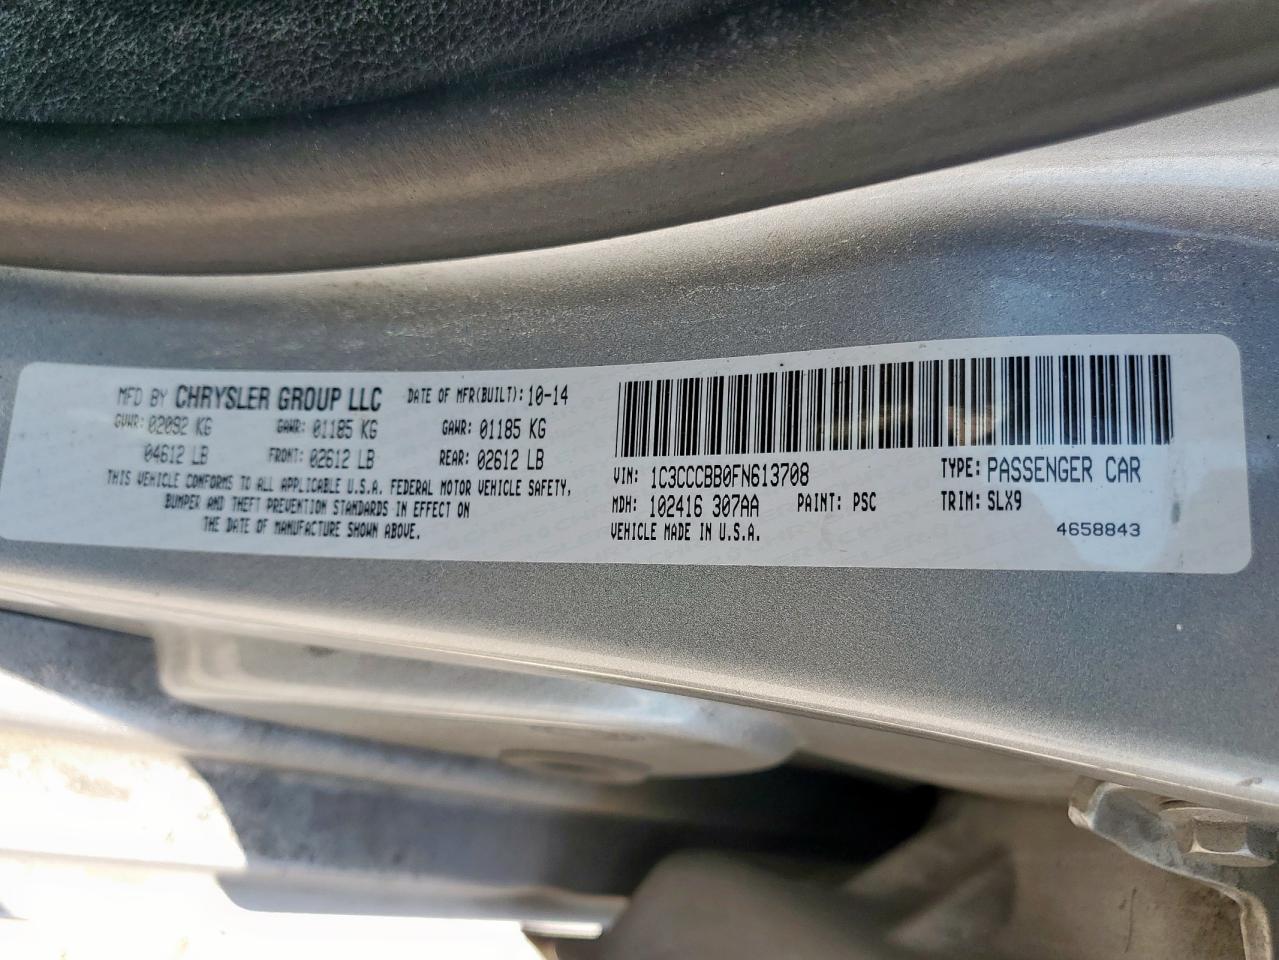 MFD BY CHRYSLER GROUP LLC DATE OF MFR(BUILT): 10-14
GVWR: 02092 KG GAWR: 01185 KG GAWR: 01185 KG
04612 LB FRONT: 02612 LB REAR: 02612 LB
THIS VEHICLE CONFORMS TO ALL APPLICABLE U.S.A. FEDERAL MOTOR VEHICLE SAFETY,
BUMPER AND THEFT PREVENTION STANDARDS IN EFFECT ON
THE DATE OF MANUFACTURE SHOWN ABOVE.
VIN: 1C3CCCBB0FN613708 TYPE: PASSENGER CAR
MDH: 102416 307AA PAINT: PSC TRIM: SLX9
VEHICLE MADE IN U.S.A. 4658843